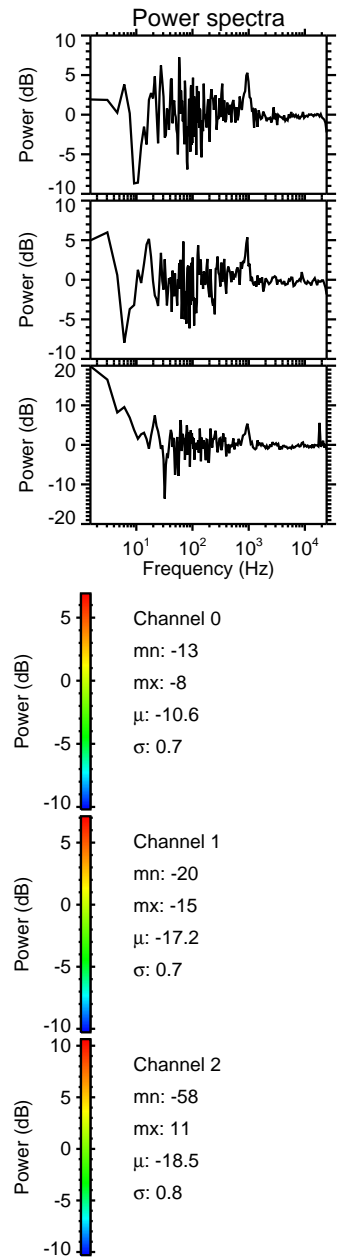 Power spectra
10
5
0
-5
-10
Power (dB)
10
5
0
-5
-10
Power (dB)
20
10
0
-10
-20
Power (dB)
10¹ 10² 10³ 10⁴
Frequency (Hz)
5
0
-5
-10
Power (dB)
Channel 0
mn: -13
mx: -8
μ: -10.6
σ: 0.7
5
0
-5
-10
Power (dB)
Channel 1
mn: -20
mx: -15
μ: -17.2
σ: 0.7
10
5
0
-5
-10
Power (dB)
Channel 2
mn: -58
mx: 11
μ: -18.5
σ: 0.8